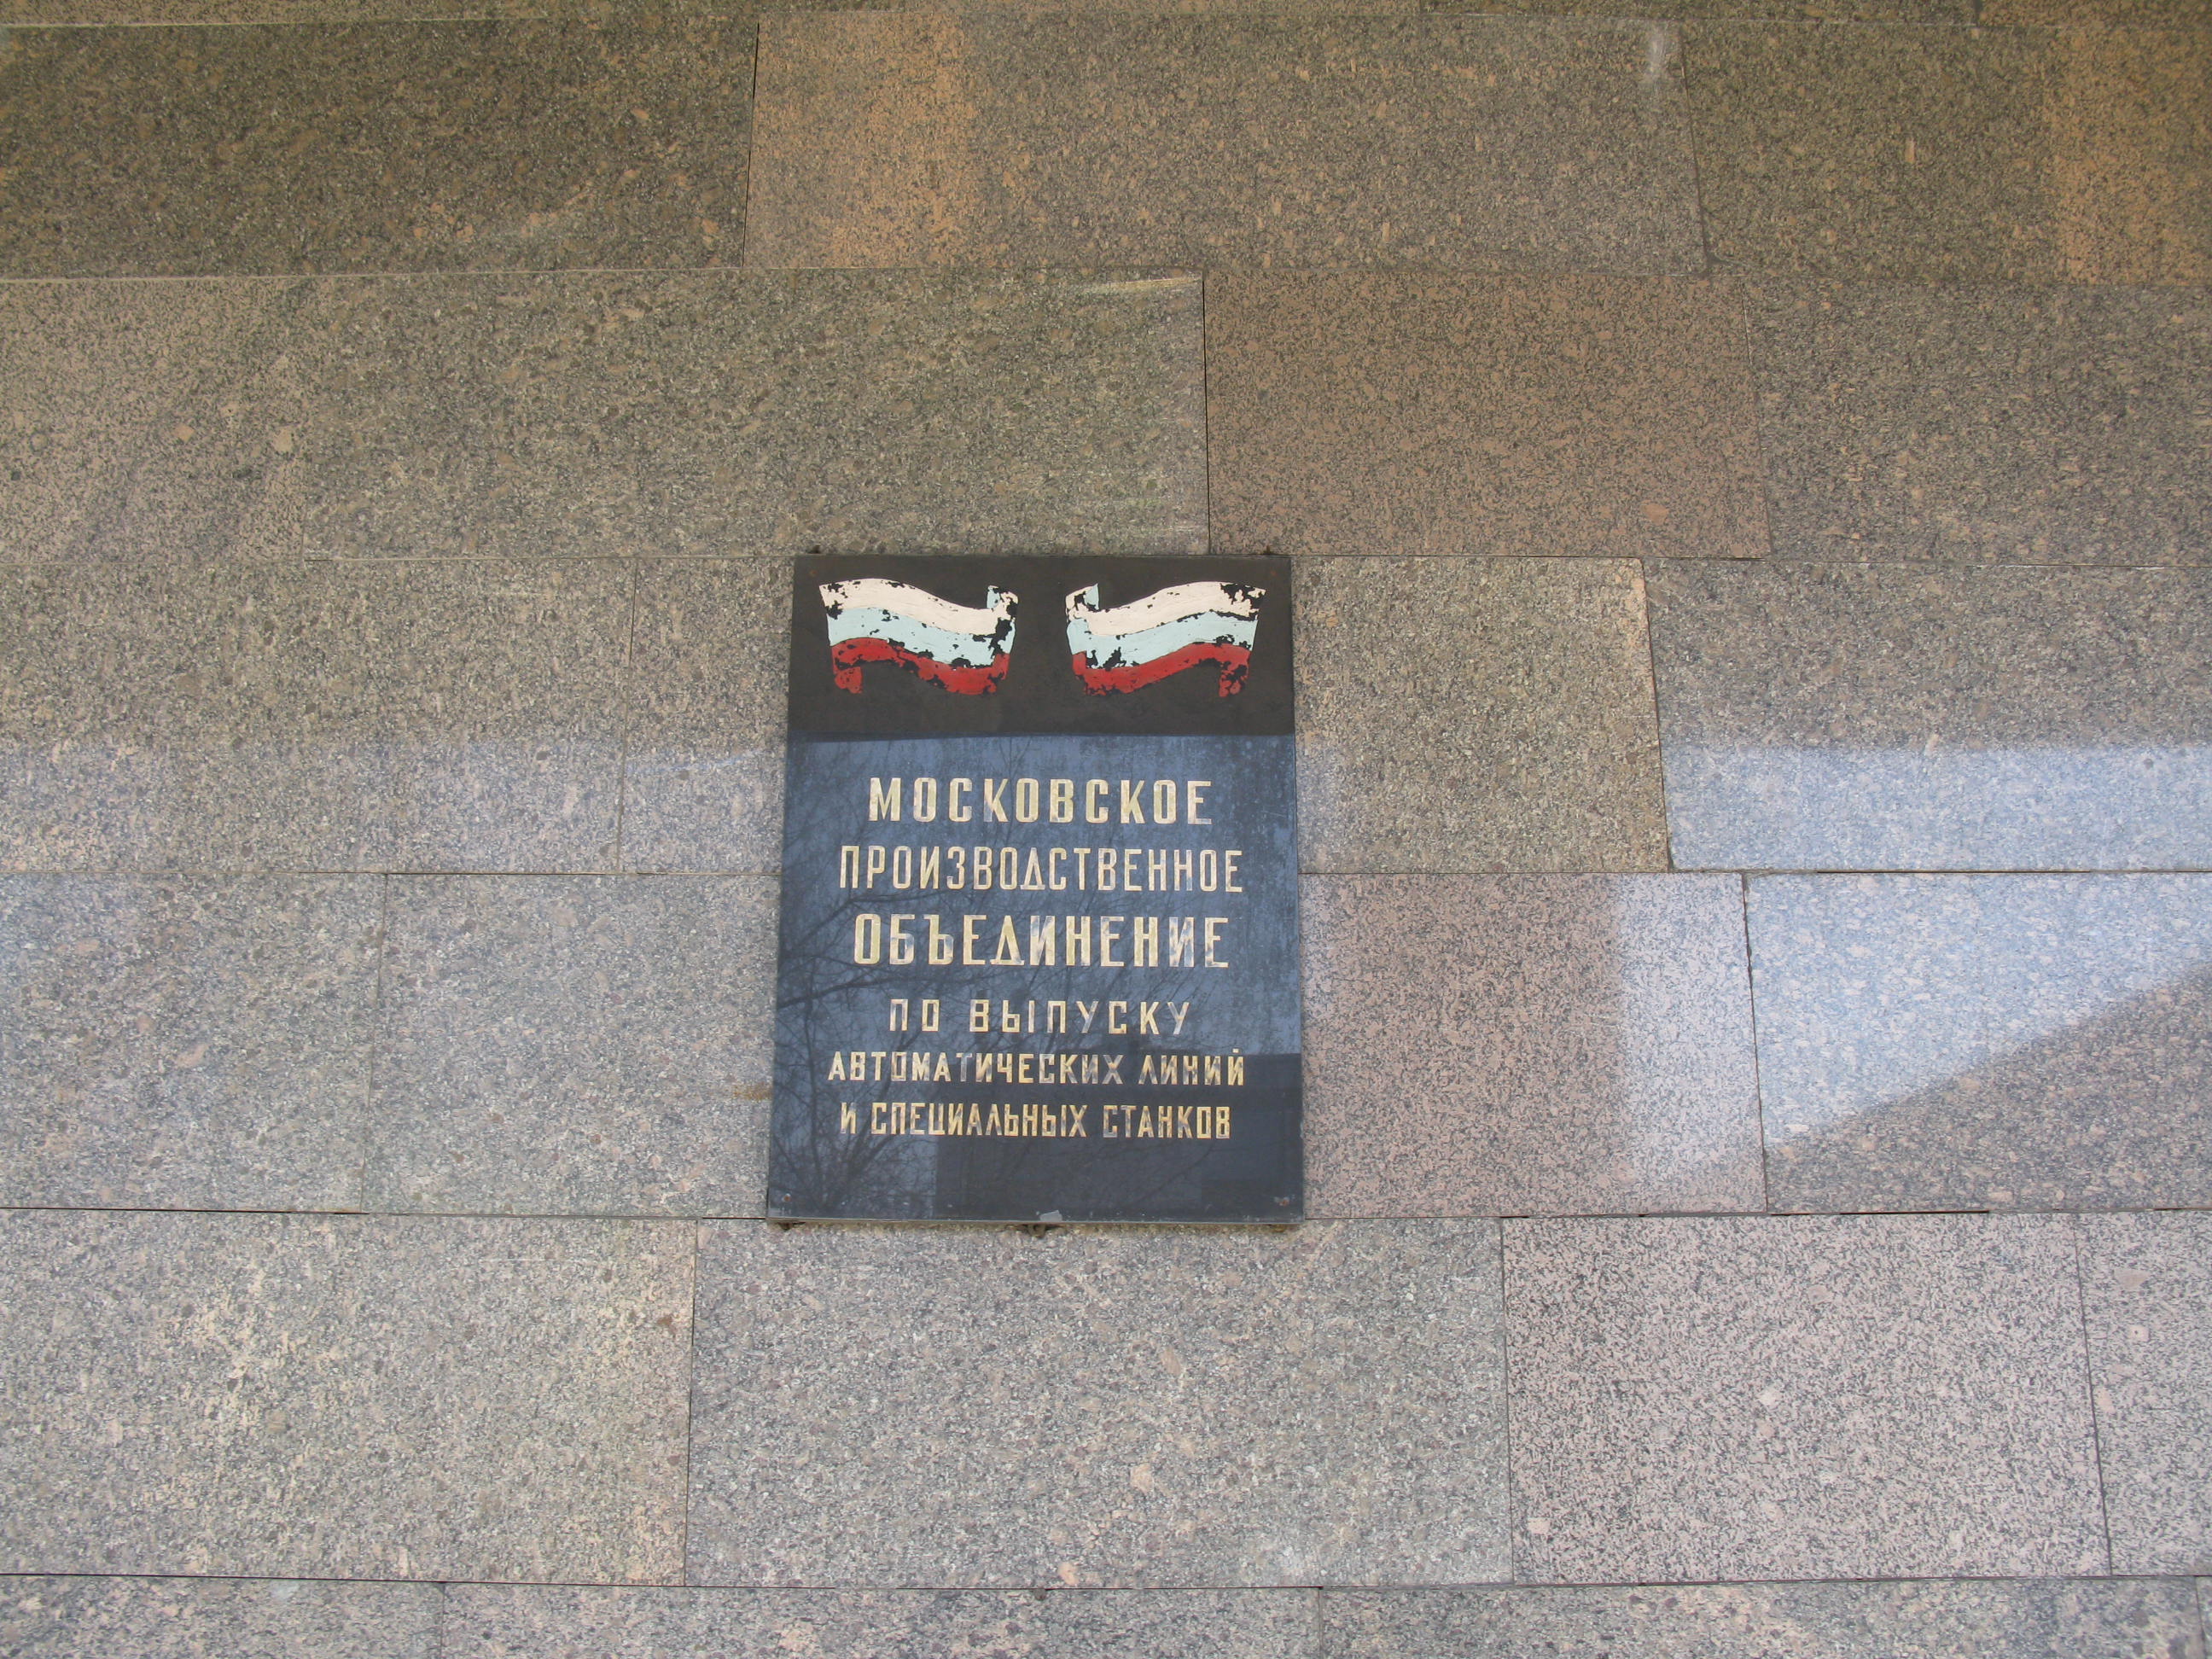 МОСКОВСКОЕ
ПРОИЗВОДСТВЕННОЕ
ОБЪЕДИНЕНИЕ
ПО ВЫПУСКУ
АВТОМАТИЧЕСКИХ ЛИНИЙ
И СПЕЦИАЛЬНЫХ СТАНКОВ